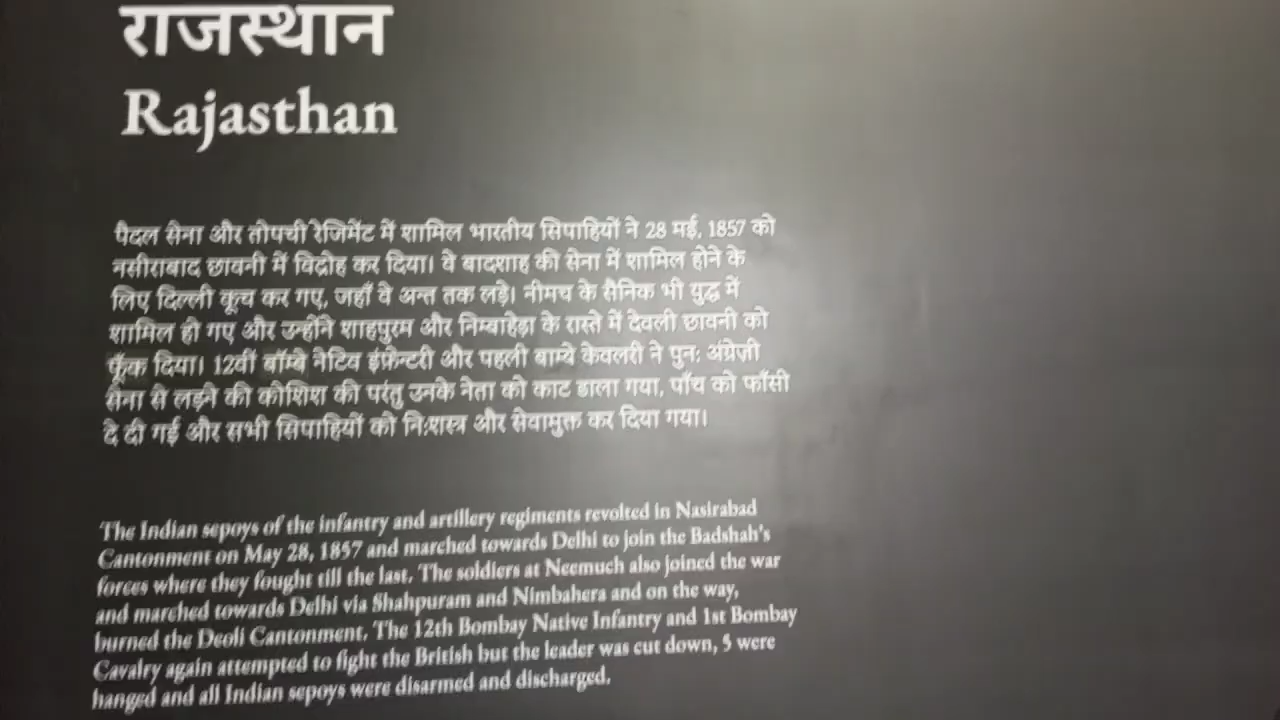 राजस्थान
Rajasthan
पैदल सेना और तोपची रेजिमेंट में शामिल भारतीय सिपाहियों ने 28 मई, 1857 को
नसीराबाद छावनी में विद्रोह कर दिया। वे बादशाह की सेना में शामिल होने के
लिए दिल्ली कूच कर गए, जहाँ वे अन्त तक लड़े। नीमच के सैनिक भी युद्ध में
शामिल हो गए और उन्होंने शाहपुरम और निम्बाहेड़ा के रास्ते में देवली छावनी को
फूँक दिया। 12वीं बॉम्बे नेटिव इंफ़ेन्टरी और पहली बाम्बे केवलरी ने पुनः अंग्रेज़ी
सेना से लड़ने की कोशिश की परंतु उनके नेता को काट डाला गया, पाँच को फाँसी
दे दी गई और सभी सिपाहियों को निःशस्त्र और सेवामुक्त कर दिया गया।
The Indian sepoys of the infantry and artillery regiments revolted in Nasirabad
Cantonment on May 28, 1857 and marched towards Delhi to join the Badshah's
forces where they fought till the last. The soldiers at Neemuch also joined the war
and marched towards Delhi via Shahpuram and Nimbahera and on the way,
burned the Deoli Cantonment. The 12th Bombay Native Infantry and 1st Bombay
Cavalry again attempted to fight the British but the leader was cut down, 5 were
hanged and all Indian sepoys were disarmed and discharged.